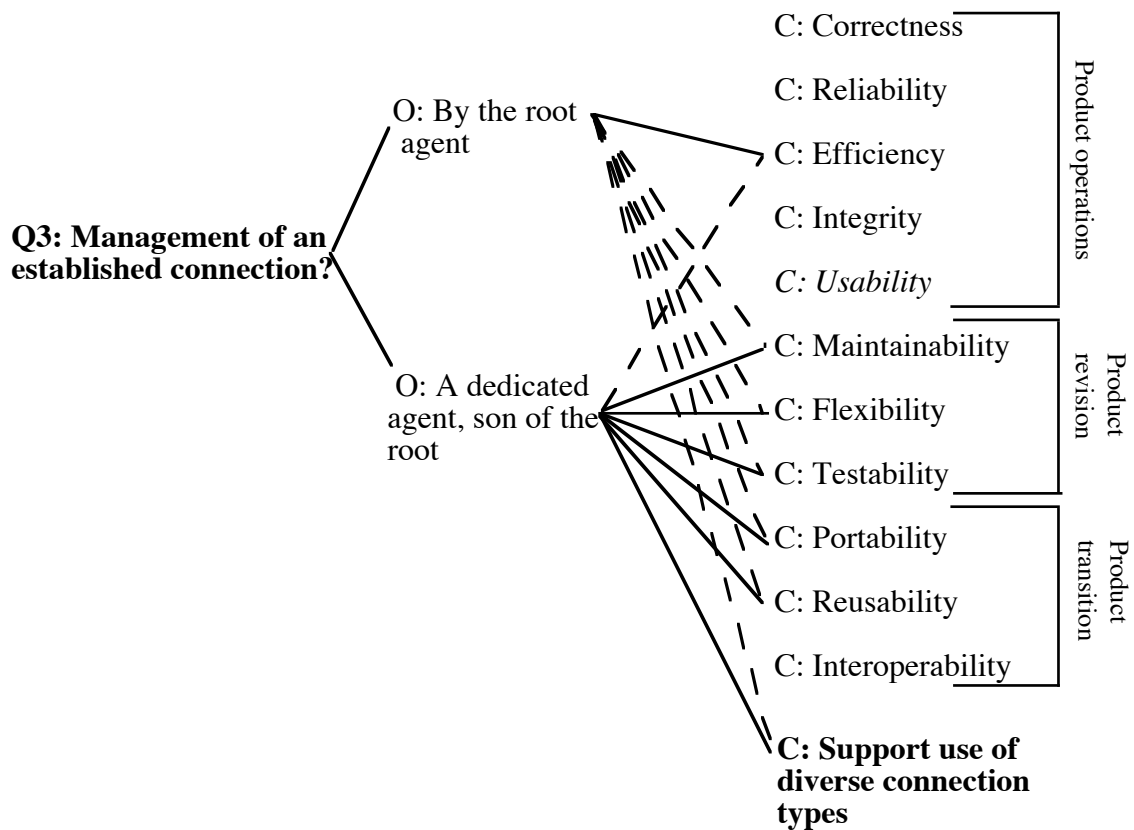 Q3: Management of an
established connection?
O: By the root
agent
O: A dedicated
agent, son of the
root
C: Correctness
C: Reliability
C: Efficiency
C: Integrity
C: Usability
C: Maintainability
C: Flexibility
C: Testability
C: Portability
C: Reusability
C: Interoperability
C: Support use of
diverse connection
types
Product operations
Product
revision
Product
transition